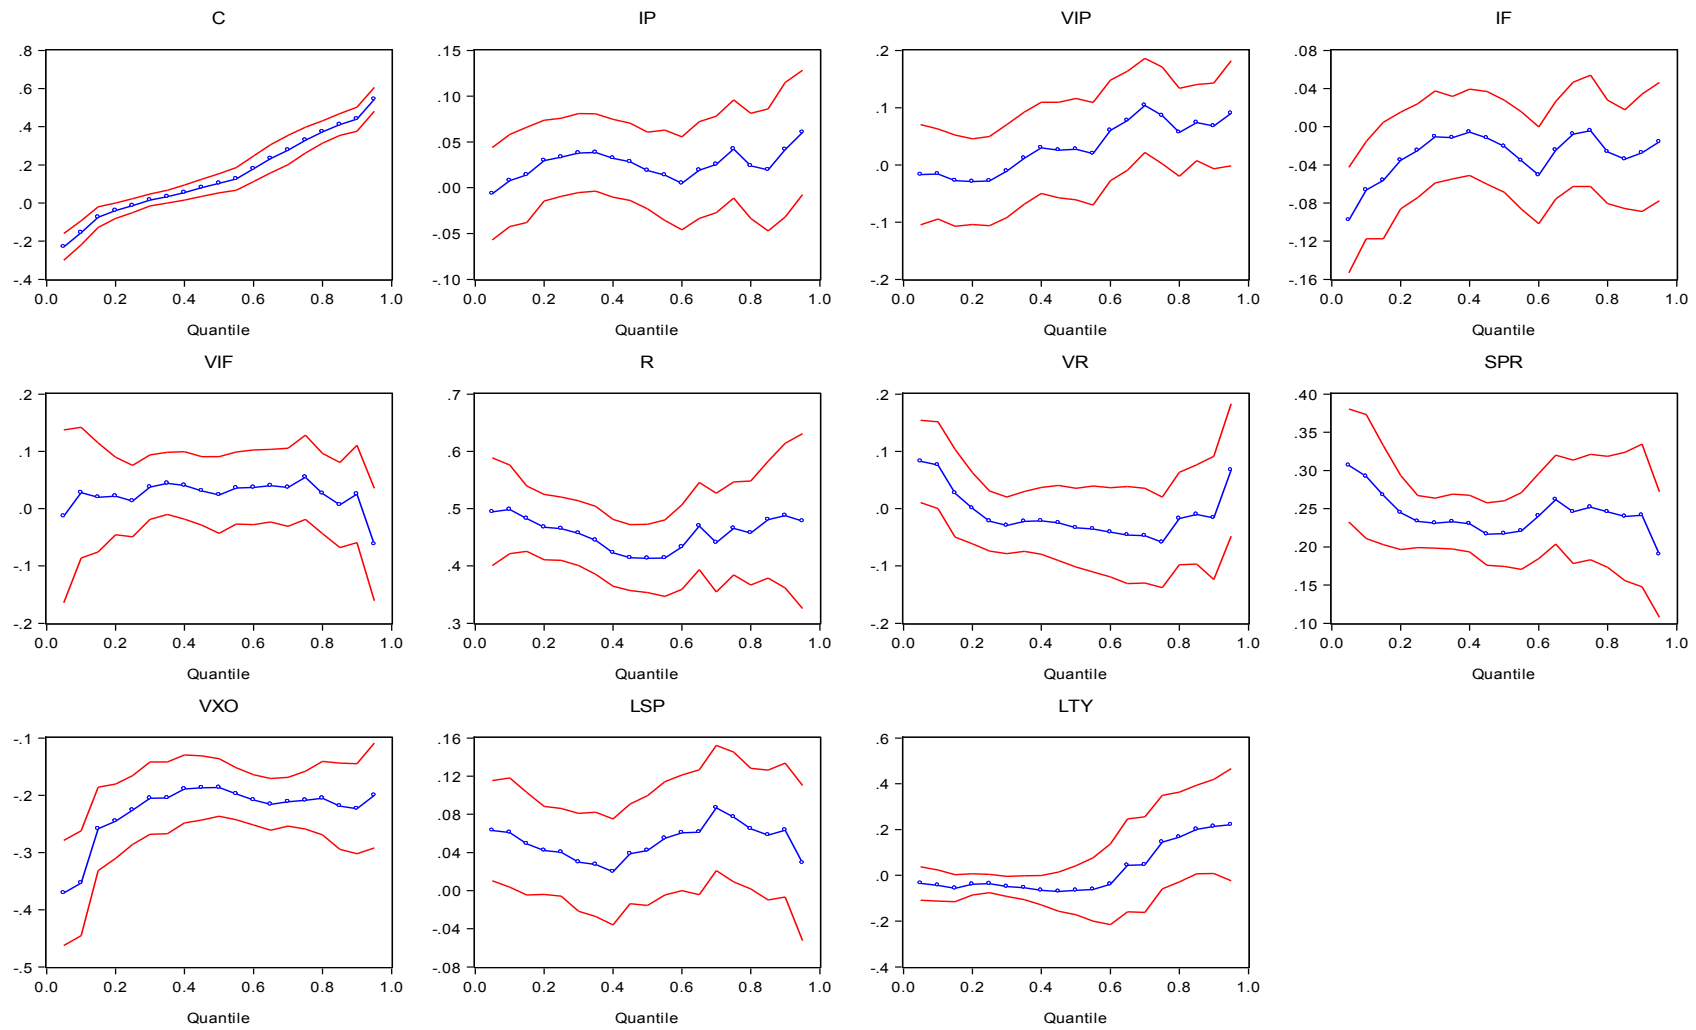 C IP VIP IF
.8 .15 .2 .08
.6 .10 .1 .04
.4 .05 .0 .00
.2 .00 -.1 -.04
.0 -.05 -.2 -.08
-.2 -.10 -.12
-.4 -.16
0.0 0.2 0.4 0.6 0.8 1.0 0.0 0.2 0.4 0.6 0.8 1.0 0.0 0.2 0.4 0.6 0.8 1.0 0.0 0.2 0.4 0.6 0.8 1.0
Quantile Quantile Quantile Quantile
VIF R VR SPR
.2 .7 .2 .40
.1 .6 .1 .35
.0 .5 .0 .30
-.1 .4 -.1 .25
-.2 .3 -.2 .20
.15
.10
0.0 0.2 0.4 0.6 0.8 1.0 0.0 0.2 0.4 0.6 0.8 1.0 0.0 0.2 0.4 0.6 0.8 1.0 0.0 0.2 0.4 0.6 0.8 1.0
Quantile Quantile Quantile Quantile
VXO LSP LTY
-.1 .16 .6
-.2 .12 .4
-.3 .08 .2
-.4 .04 .0
-.5 .00 -.2
-.04 -.4
-.08
0.0 0.2 0.4 0.6 0.8 1.0 0.0 0.2 0.4 0.6 0.8 1.0 0.0 0.2 0.4 0.6 0.8 1.0
Quantile Quantile Quantile